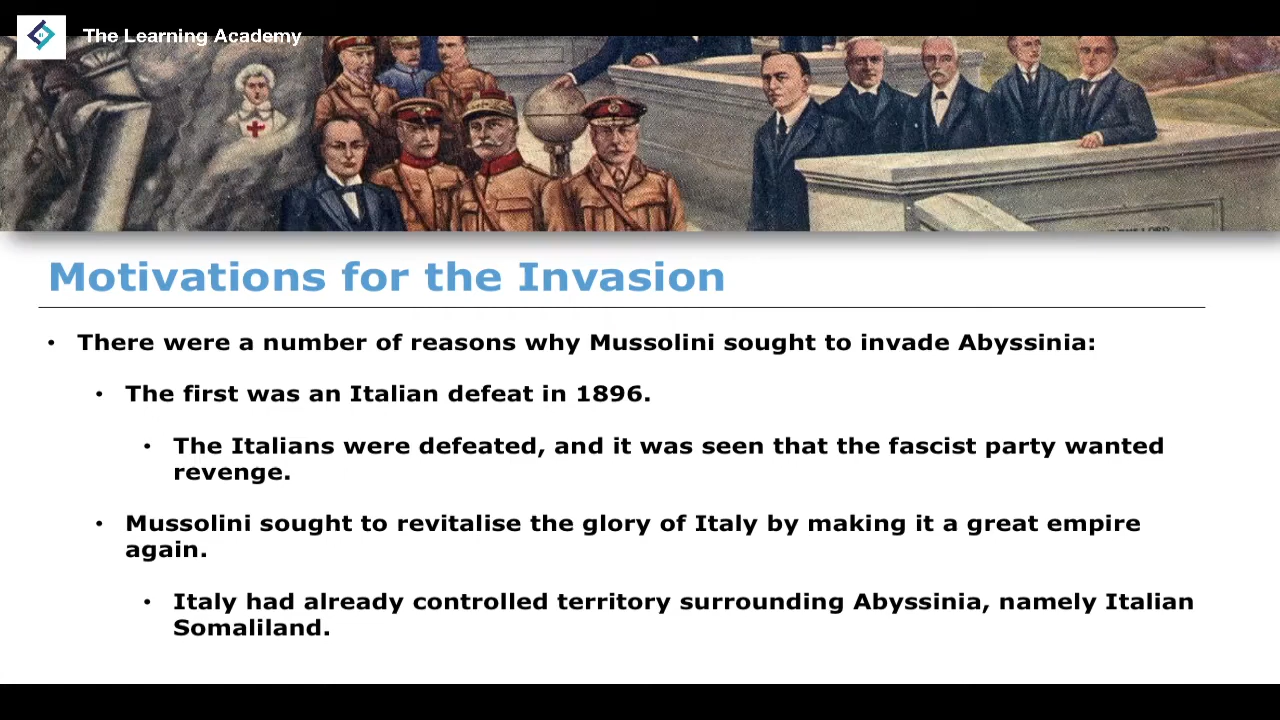 The Learning Academy
Motivations for the Invasion
• There were a number of reasons why Mussolini sought to invade Abyssinia:
• The first was an Italian defeat in 1896.
• The Italians were defeated, and it was seen that the fascist party wanted
revenge.
• Mussolini sought to revitalise the glory of Italy by making it a great empire
again.
• Italy had already controlled territory surrounding Abyssinia, namely Italian
Somaliland.